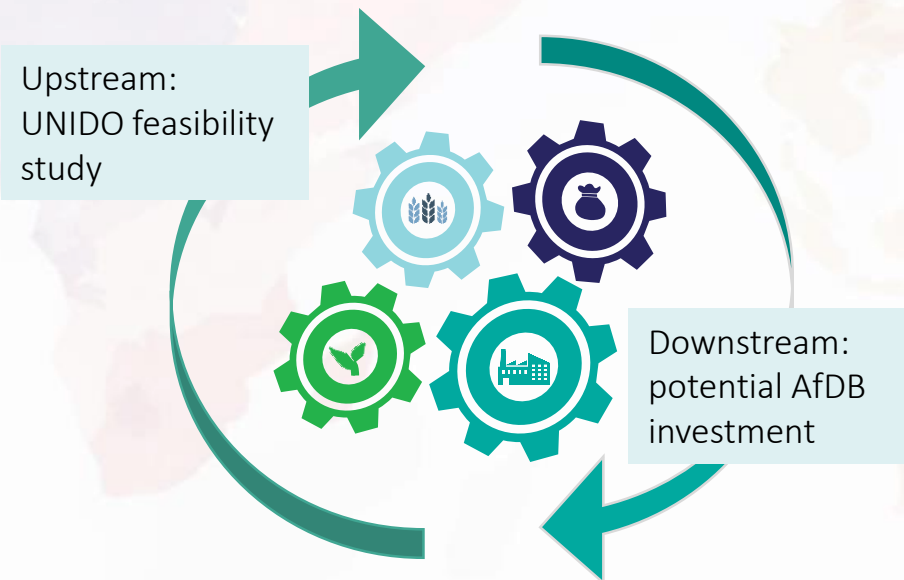 Upstream:
UNIDO feasibility
study
Downstream:
potential AfDB
investment